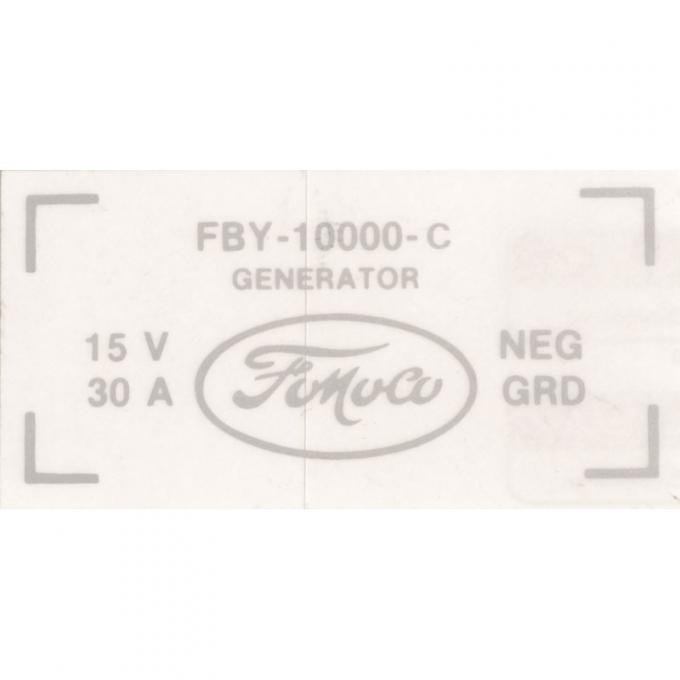 FBY-10000-C
GENERATOR
15 V
30 A
FoMoCo
NEG
GRD